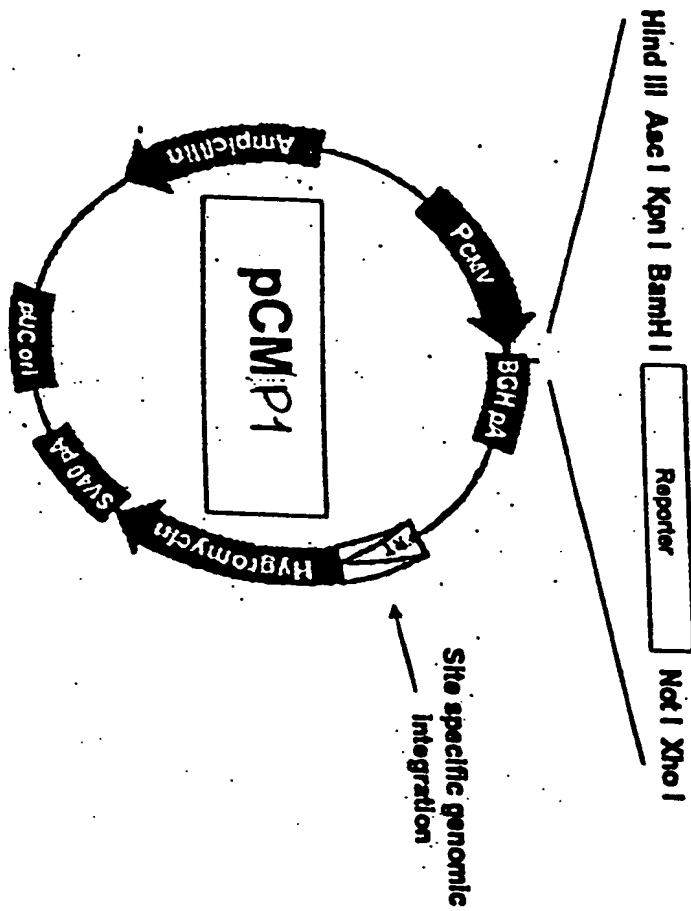 Hind III Asc I Kpn I BamH I Reporter Not I Xho I
PCMV
BGH pA
FRT
Site specific genomic
integration
Hygromycin
SV40 pA
pUC ori
Ampicillin
pCMP1